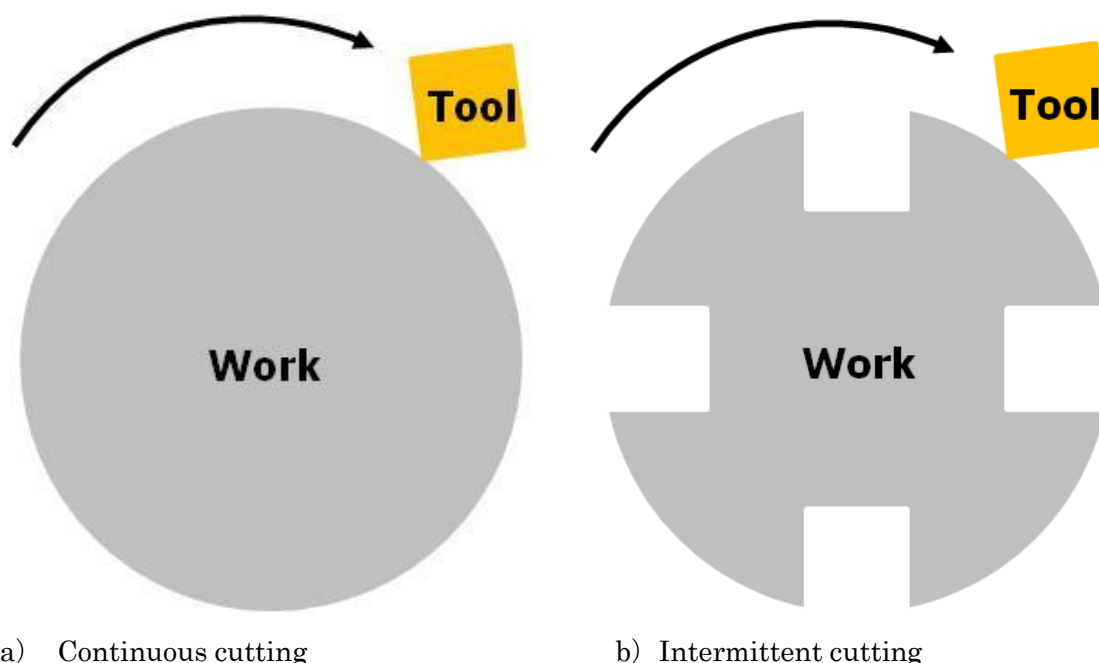 Tool
Tool
Work
Work
a) Continuous cutting
b) Intermittent cutting